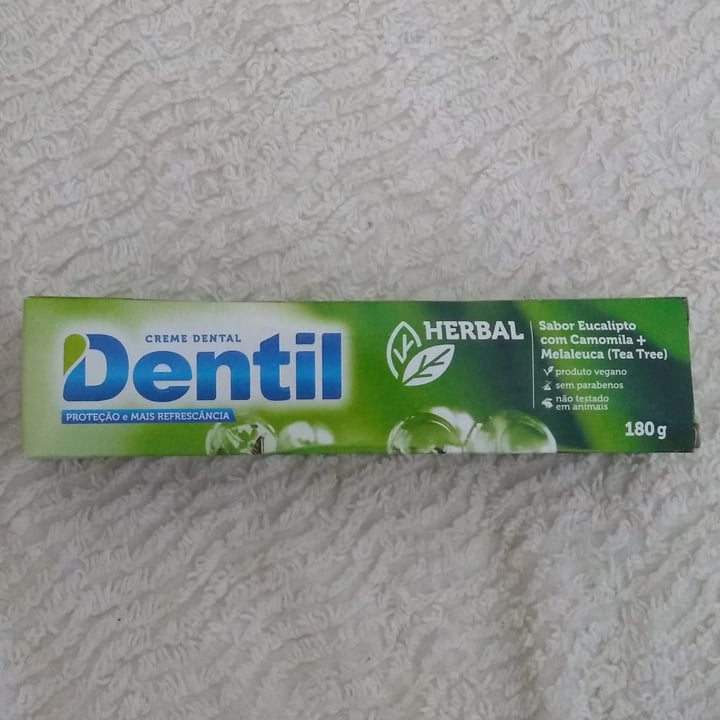 CREME DENTAL
Dentil
PROTEÇÃO e MAIS REFRESCÂNCIA
HERBAL
Sabor Eucalipto
com Camomila +
Melaleuca (Tea Tree)
produto vegano
sem parabenos
não testado
em animais
180 g